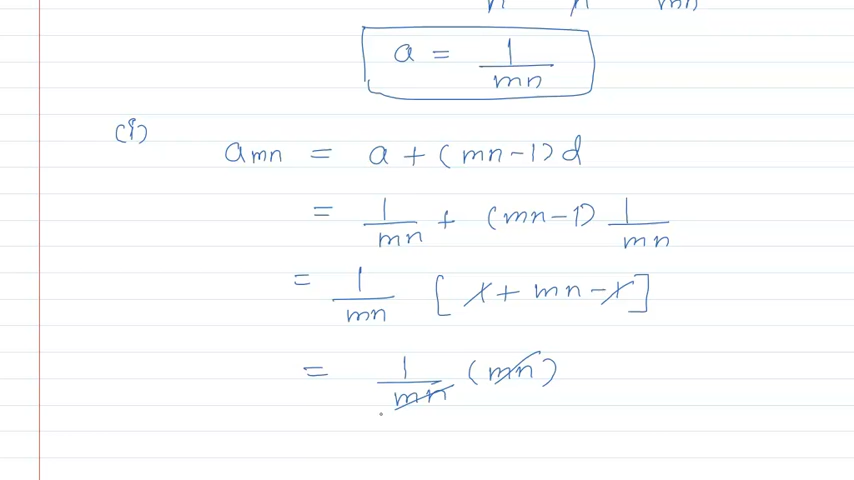 a = 1/mn
(i)
amn = a + (mn-1)d
= 1/mn + (mn-1) 1/mn
= 1/mn [1 + mn - 1]
= 1/mn (mn)